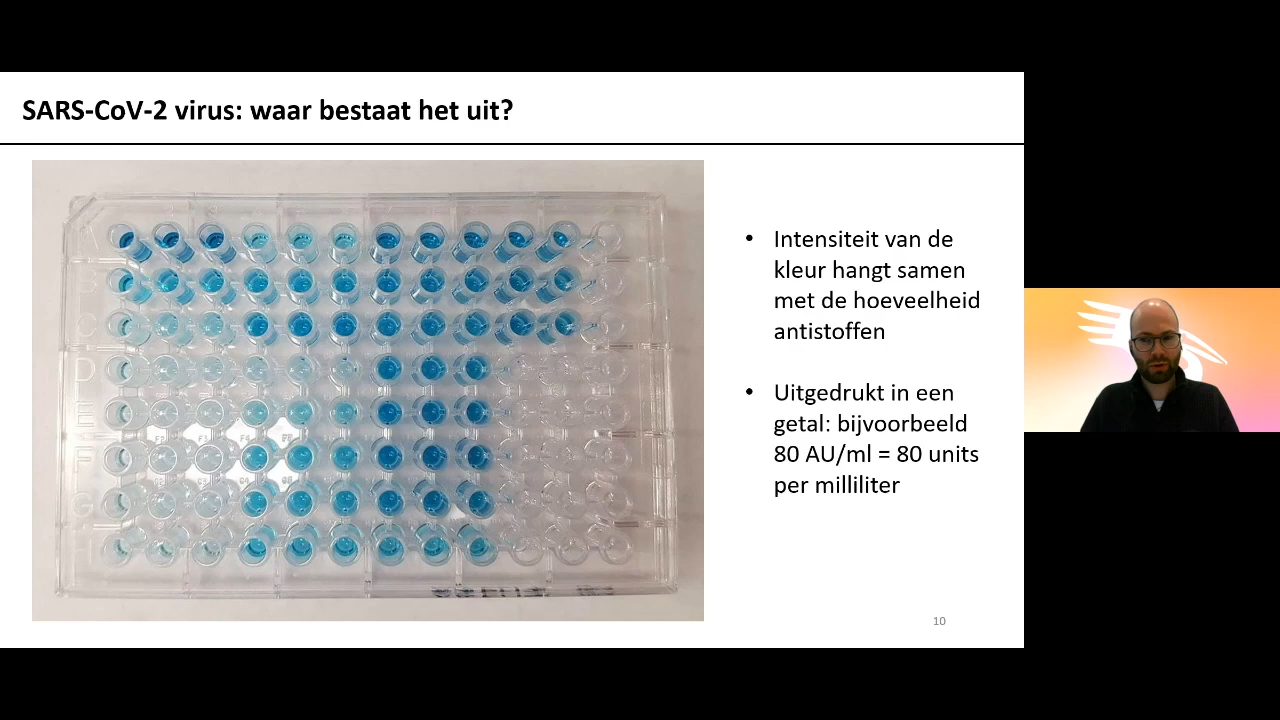 SARS-CoV-2 virus: waar bestaat het uit?
• Intensiteit van de
kleur hangt samen
met de hoeveelheid
antistoffen
• Uitgedrukt in een
getal: bijvoorbeeld
80 AU/ml = 80 units
per milliliter
A
C
D
E
F
G
10